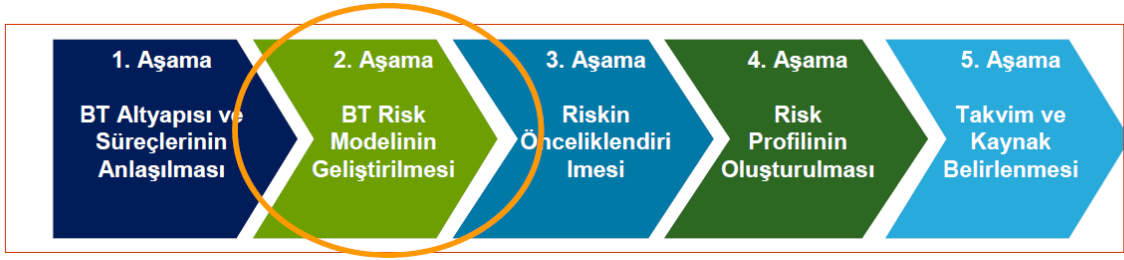 1. Aşama
BT Altyapısı ve
Süreçlerinin
Anlaşılması
2. Aşama
BT Risk
Modelinin
Geliştirilmesi
3. Aşama
Riskin
Önceliklendiri
lmesi
4. Aşama
Risk
Profilinin
Oluşturulması
5. Aşama
Takvim ve
Kaynak
Belirlenmesi